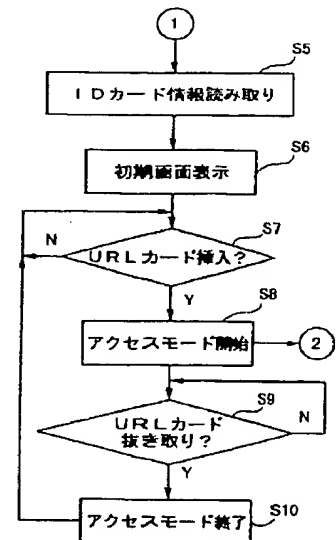 1
S5
IDカード情報読み取り
S6
初期画面表示
S7
N
URLカード挿入?
Y
S8
アクセスモード開始
2
S9
URLカード
抜き取り?
N
Y
S10
アクセスモード終了